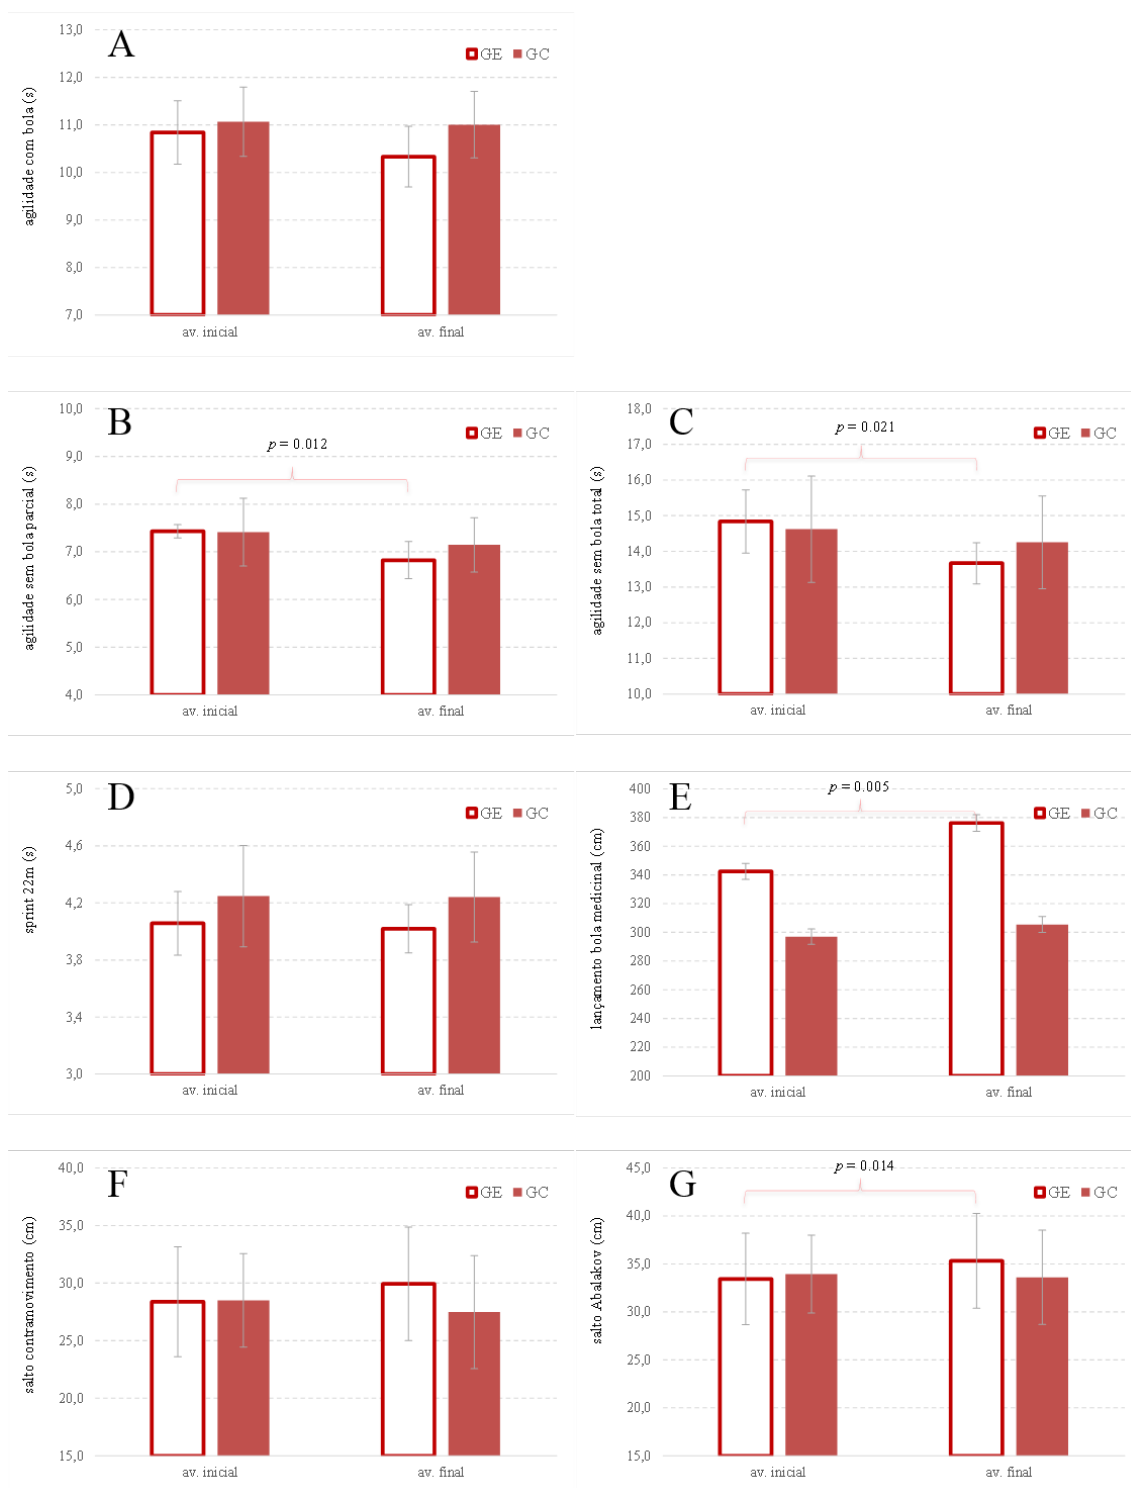 A
GE GC
agilidade com bola (s)
13,0
12,0
11,0
10,0
9,0
8,0
7,0
av. inicial av. final
B
GE GC
p = 0.012
agilidade sem bola parcial (s)
10,0
9,0
8,0
7,0
6,0
5,0
4,0
av. inicial av. final
C
GE GC
p = 0.021
agilidade sem bola total (s)
18,0
17,0
16,0
15,0
14,0
13,0
12,0
11,0
10,0
av. inicial av. final
D
GE GC
sprint 22m (s)
5,0
4,6
4,2
3,8
3,4
3,0
av. inicial av. final
E
GE GC
p = 0.005
lançamento bola medicinal (cm)
400
380
360
340
320
300
280
260
240
220
200
av. inicial av. final
F
GE GC
salto contramovimento (cm)
40,0
35,0
30,0
25,0
20,0
15,0
av. inicial av. final
G
GE GC
p = 0.014
salto Abalakov (cm)
45,0
40,0
35,0
30,0
25,0
20,0
15,0
av. inicial av. final